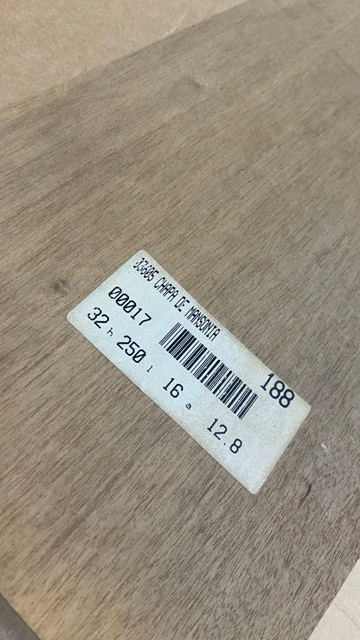 33605 CHAPA DE MANSONIA
00017 188
32 h 250 l 16 a 12.8